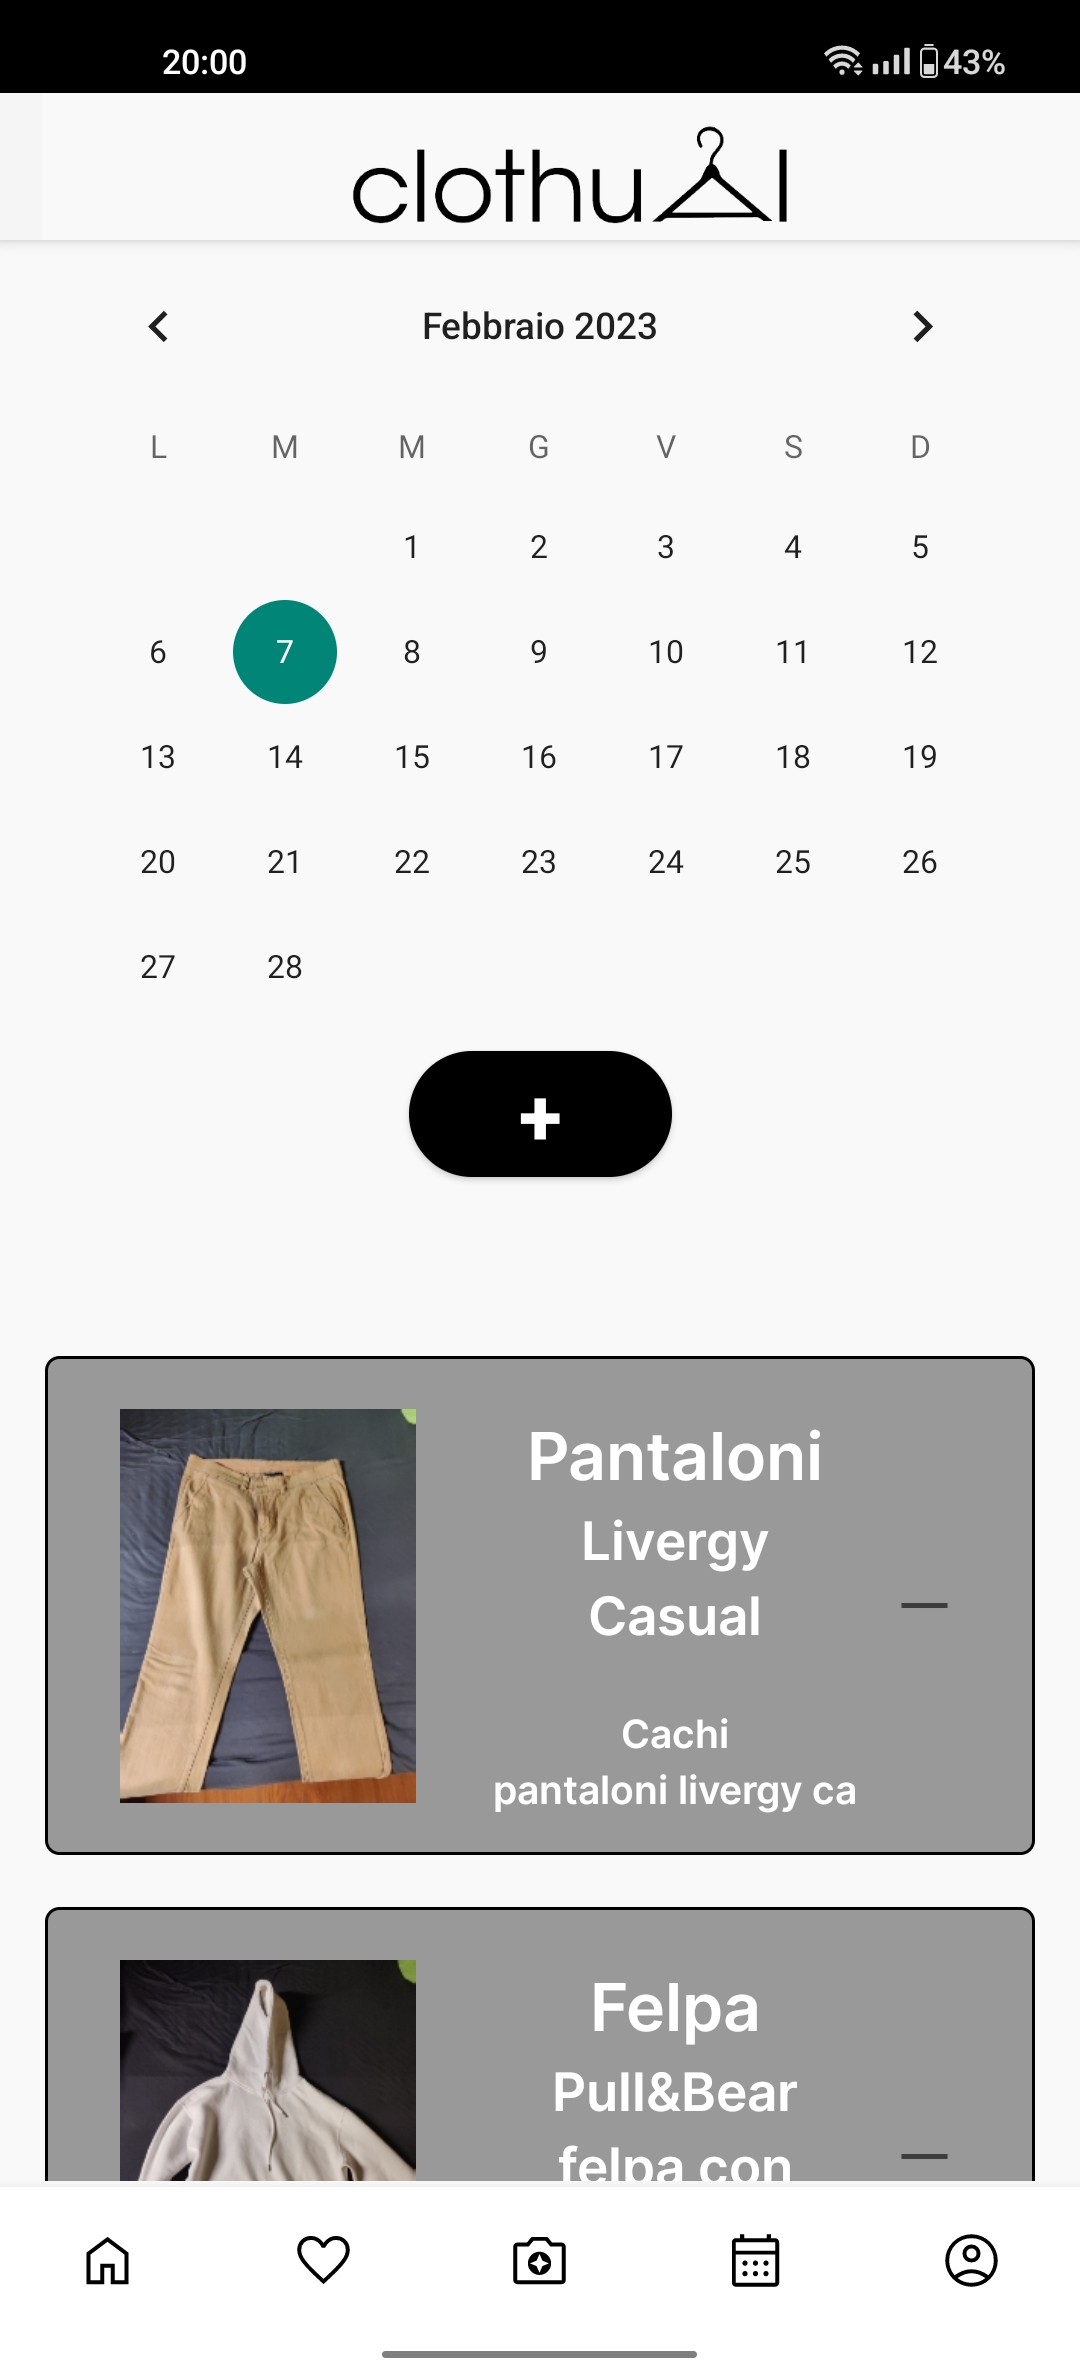 20:00 43%
clothual
Febbraio 2023
L M M G V S D
1 2 3 4 5
6 7 8 9 10 11 12
13 14 15 16 17 18 19
20 21 22 23 24 25 26
27 28
Pantaloni
Livergy
Casual
Cachi
pantaloni livergy ca
Felpa
Pull&Bear
felpa con